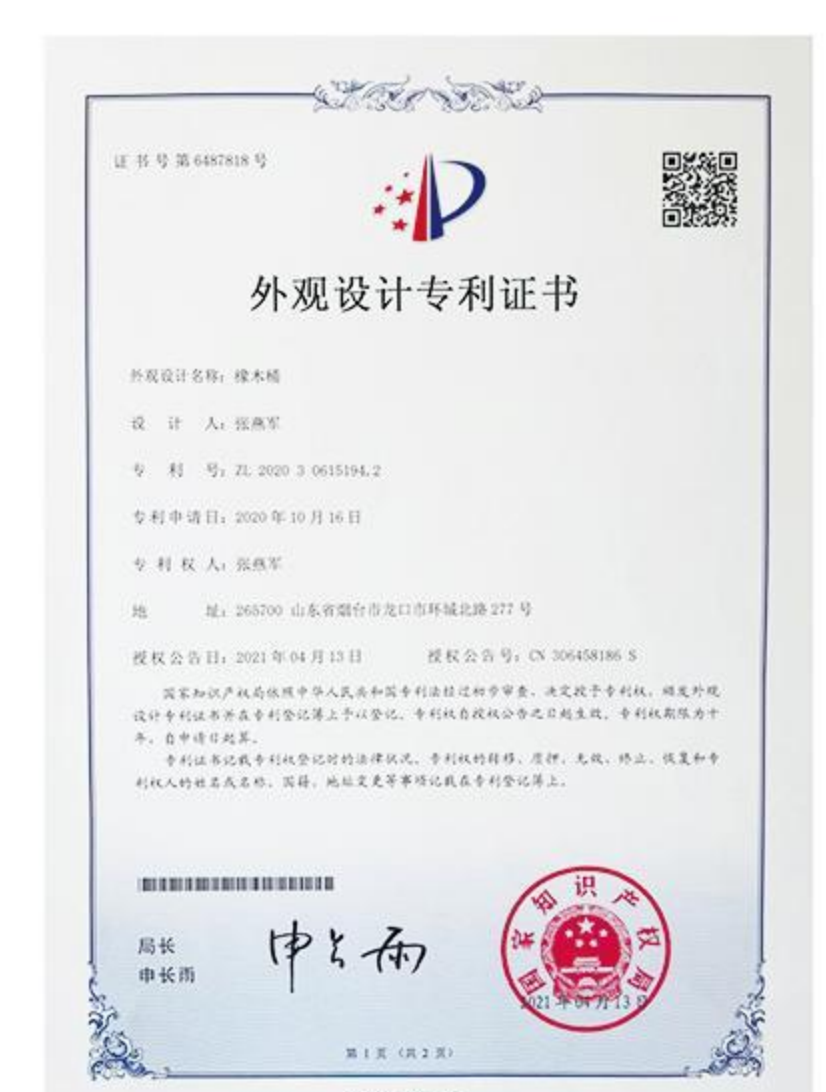 证书号第6487818号
外观设计专利证书
外观设计名称：橡木桶
设 计 人：张燕军
专 利 号：ZL 2020 3 0615194.2
专利申请日：2020年10月16日
专 利 权 人：张燕军
地 址：265700 山东省烟台市龙口市环城北路277号
授权公告日：2021年04月13日 授权公告号：CN 306458186 S
国家知识产权局依照中华人民共和国专利法经过初步审查，决定授予专利权，颁发外观
设计专利证书并在专利登记簿上予以登记。专利权自授权公告之日起生效。专利权期限为十
年，自申请日起算。
专利证书记载专利权登记时的法律状况。专利权的转移、质押、无效、终止、恢复和专
利权人的姓名或名称、国籍、地址变更等事项记载在专利登记簿上。
局长
申长雨
申长雨
国家知识产权局
2021年04月13日
第1页（共2页）